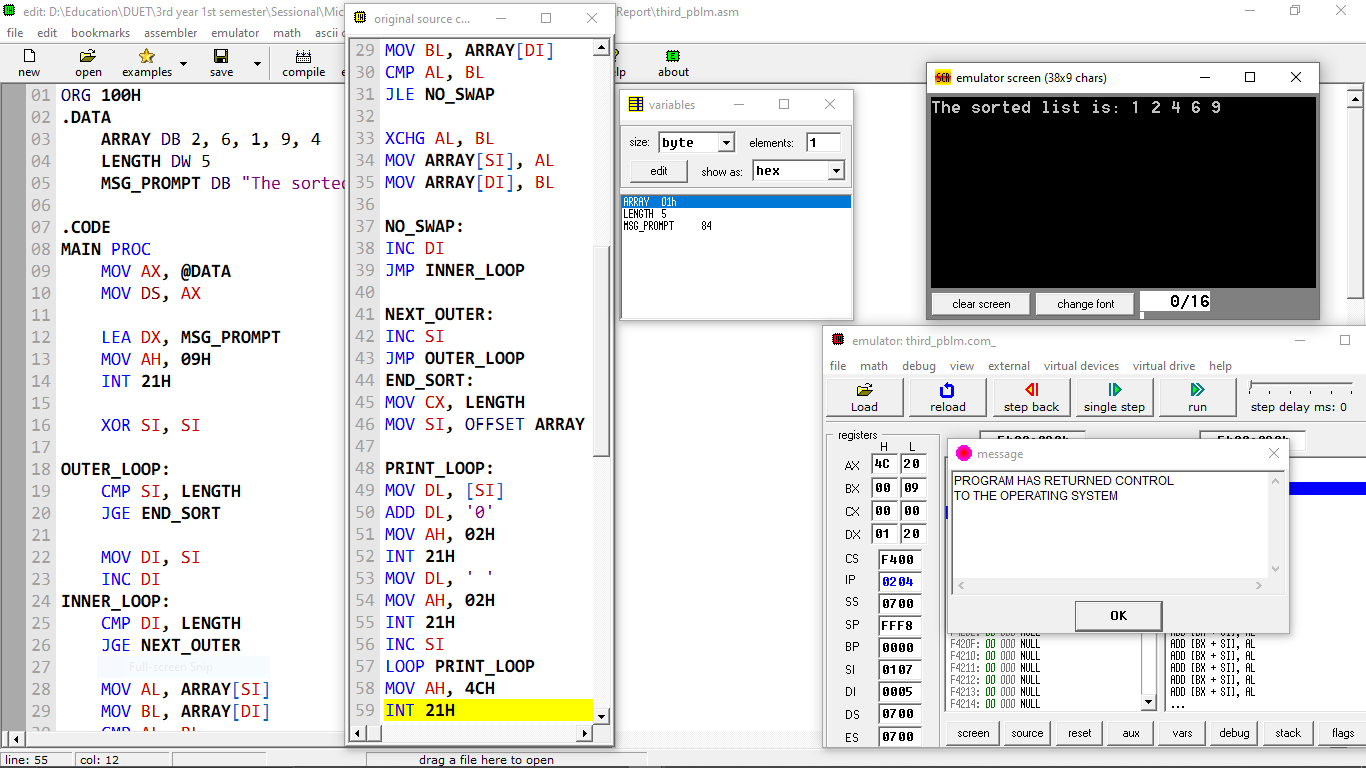 edit: D:\Education\DUET\3rd year 1st semester\Sessional\Mic
Report\third_pblm.asm
file edit bookmarks assembler emulator math ascii c
new open examples save compile
about
01 ORG 100H
02 .DATA
03 ARRAY DB 2, 6, 1, 9, 4
04 LENGTH DW 5
05 MSG_PROMPT DB "The sorted
06
07 .CODE
08 MAIN PROC
09 MOV AX, @DATA
10 MOV DS, AX
11
12 LEA DX, MSG_PROMPT
13 MOV AH, 09H
14 INT 21H
15
16 XOR SI, SI
17
18 OUTER_LOOP:
19 CMP SI, LENGTH
20 JGE END_SORT
21
22 MOV DI, SI
23 INC DI
24 INNER_LOOP:
25 CMP DI, LENGTH
26 JGE NEXT_OUTER
27
Full-screen Snip
28 MOV AL, ARRAY[SI]
29 MOV BL, ARRAY[DI]
line: 55 col: 12 drag a file here to open
original source c...
29 MOV BL, ARRAY[DI]
30 CMP AL, BL
31 JLE NO_SWAP
32
33 XCHG AL, BL
34 MOV ARRAY[SI], AL
35 MOV ARRAY[DI], BL
36
37 NO_SWAP:
38 INC DI
39 JMP INNER_LOOP
40
41 NEXT_OUTER:
42 INC SI
43 JMP OUTER_LOOP
44 END_SORT:
45 MOV CX, LENGTH
46 MOV SI, OFFSET ARRAY
47
48 PRINT_LOOP:
49 MOV DL, [SI]
50 ADD DL, '0'
51 MOV AH, 02H
52 INT 21H
53 MOV DL, ' '
54 MOV AH, 02H
55 INT 21H
56 INC SI
57 LOOP PRINT_LOOP
58 MOV AH, 4CH
59 INT 21H
variables
size: byte elements: 1
edit show as: hex
ARRAY 01h
LENGTH 5
MSG_PROMPT 84
emulator screen (38x9 chars)
The sorted list is: 1 2 4 6 9
clear screen change font 0/16
emulator: third_pblm.com_
file math debug view external virtual devices virtual drive help
Load reload step back single step run step delay ms: 0
registers
H L
AX 4C 20
BX 00 09
CX 00 00
DX 01 20
CS F400
IP 0204
SS 0700
SP FFF8
BP 0000
SI 0107
DI 0005
DS 0700
ES 0700
message
PROGRAM HAS RETURNED CONTROL
TO THE OPERATING SYSTEM
OK
F4210: 00 000 NULL ADD [BX + SI], AL
F4211: 00 000 NULL ADD [BX + SI], AL
F4212: 00 000 NULL ADD [BX + SI], AL
F4213: 00 000 NULL ADD [BX + SI], AL
F4214: 00 000 NULL ...
screen source reset aux vars debug stack flags